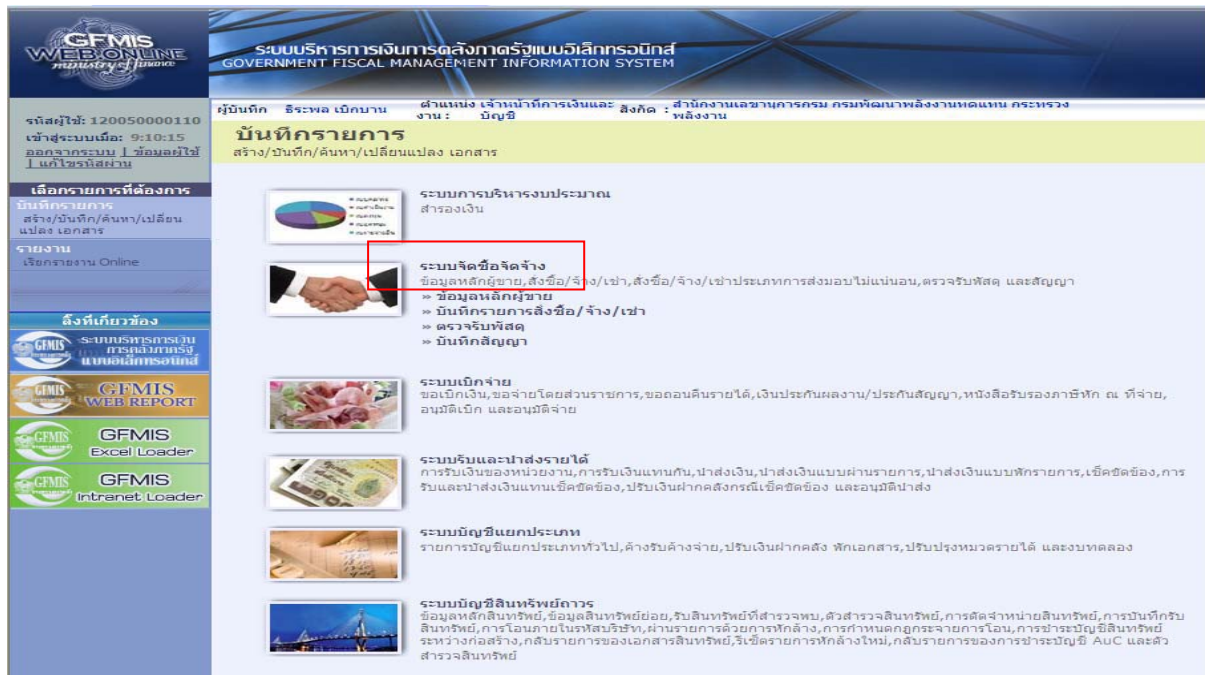 GFMIS
WEB ONLINE
ministry of finance
ระบบบริหารการเงินการคลังภาครัฐแบบอิเล็กทรอนิกส์
GOVERNMENT FISCAL MANAGEMENT INFORMATION SYSTEM
รหัสผู้ใช้: 120050000110
เข้าสู่ระบบเมื่อ: 9:10:15
ออกจากระบบ | ข้อมูลผู้ใช้
| แก้ไขรหัสผ่าน
ผู้บันทึก ธีระพล เบิกบาน ตำแหน่งงาน : เจ้าหน้าที่การเงินและบัญชี สังกัด : สำนักงานเลขานุการกรม กรมพัฒนาพลังงานทดแทน กระทรวงพลังงาน
บันทึกรายการ
สร้าง/บันทึก/ค้นหา/เปลี่ยนแปลง เอกสาร
เลือกรายการที่ต้องการ
บันทึกรายการ
สร้าง/บันทึก/ค้นหา/เปลี่ยน
แปลง เอกสาร
รายงาน
เรียกรายงาน Online
ลิ้งที่เกี่ยวข้อง
GFMIS
ระบบบริหารการเงิน
การคลังภาครัฐ
แบบอิเล็กทรอนิกส์
GFMIS
GFMIS
WEB REPORT
GFMIS
GFMIS
Excel Loader
GFMIS
GFMIS
Intranet Loader
ระบบการบริหารงบประมาณ
สำรองเงิน
ระบบจัดซื้อจัดจ้าง
ข้อมูลหลักผู้ขาย,สั่งซื้อ/จ้าง/เช่า,สั่งซื้อ/จ้าง/เช่าประเภทการส่งมอบไม่แน่นอน,ตรวจรับพัสดุ และสัญญา
» ข้อมูลหลักผู้ขาย
» บันทึกรายการสั่งซื้อ/จ้าง/เช่า
» ตรวจรับพัสดุ
» บันทึกสัญญา
ระบบเบิกจ่าย
ขอเบิกเงิน,ขอจ่ายโดยส่วนราชการ,ขอถอนคืนรายได้,เงินประกันผลงาน/ประกันสัญญา,หนังสือรับรองภาษีหัก ณ ที่จ่าย,
อนุมัติเบิก และอนุมัติจ่าย
ระบบรับและนำส่งรายได้
การรับเงินของหน่วยงาน,การรับเงินแทนกัน,นำส่งเงิน,นำส่งเงินแบบผ่านรายการ,นำส่งเงินแบบพักรายการ,เช็คขัดข้อง,การ
รับและนำส่งเงินแทนเช็คขัดข้อง,ปรับเงินฝากคลังกรณีเช็คขัดข้อง และอนุมัตินำส่ง
ระบบบัญชีแยกประเภท
รายการบัญชีแยกประเภททั่วไป,ค้างรับค้างจ่าย,ปรับเงินฝากคลัง พักเอกสาร,ปรับปรุงหมวดรายได้ และงบทดลอง
ระบบบัญชีสินทรัพย์ถาวร
ข้อมูลหลักสินทรัพย์,ข้อมูลสินทรัพย์ย่อย,รับสินทรัพย์ที่สำรวจพบ,ตัวสำรวจสินทรัพย์,การตัดจำหน่ายสินทรัพย์,การบันทึกรับ
สินทรัพย์,การโอนภายในรหัสบริษัท,ผ่านรายการด้วยการหักล้าง,การกำหนดกฎกระจายการโอน,การชำระบัญชีสินทรัพย์
ระหว่างก่อสร้าง,กลับรายการของเอกสารสินทรัพย์,รีเซ็ตรายการหักล้างใหม่,กลับรายการของการชำระบัญชี AuC และตัว
สำรวจสินทรัพย์